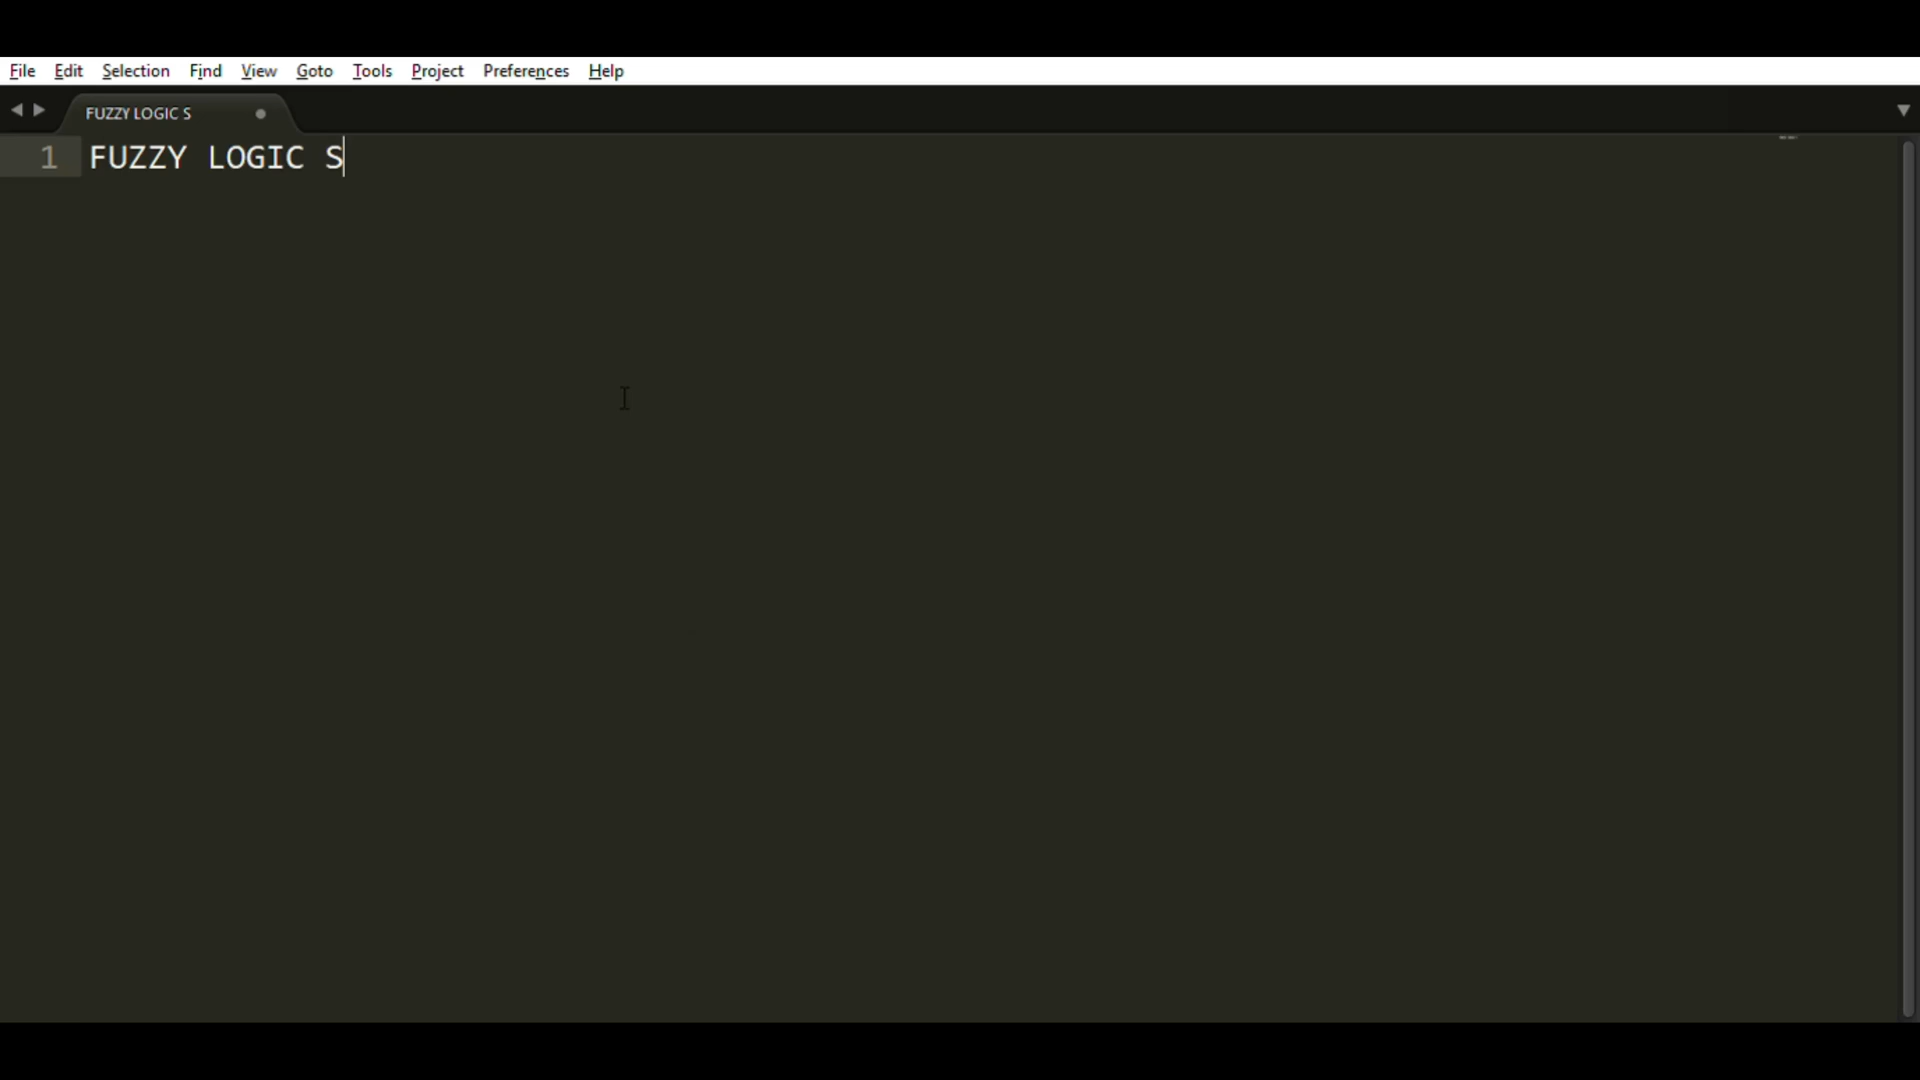 File Edit Selection Find View Goto Tools Project Preferences Help
FUZZY LOGIC S
1 FUZZY LOGIC S